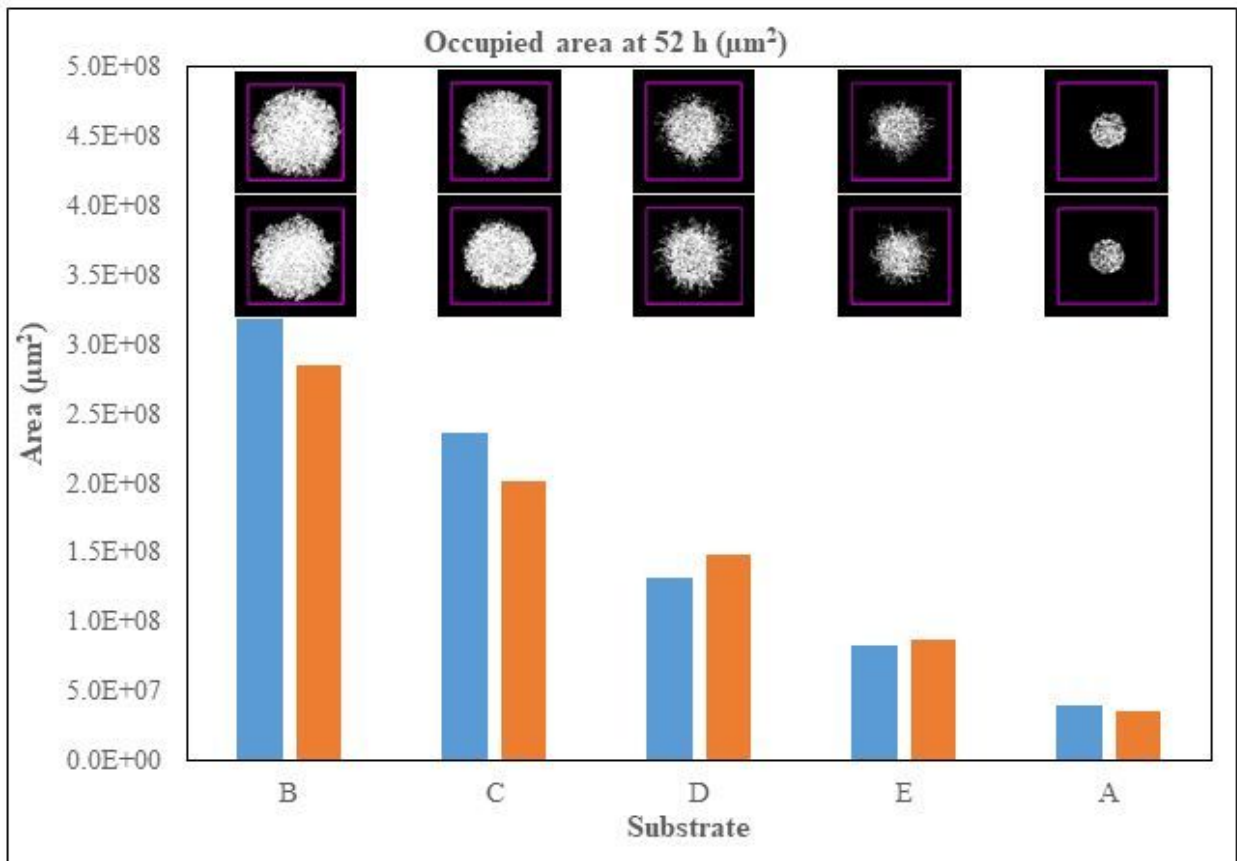 Occupied area at 52 h (µm²)
5.0E+08
4.5E+08
4.0E+08
3.5E+08
3.0E+08
2.5E+08
2.0E+08
1.5E+08
1.0E+08
5.0E+07
0.0E+00
Area (µm²)
B C D E A
Substrate